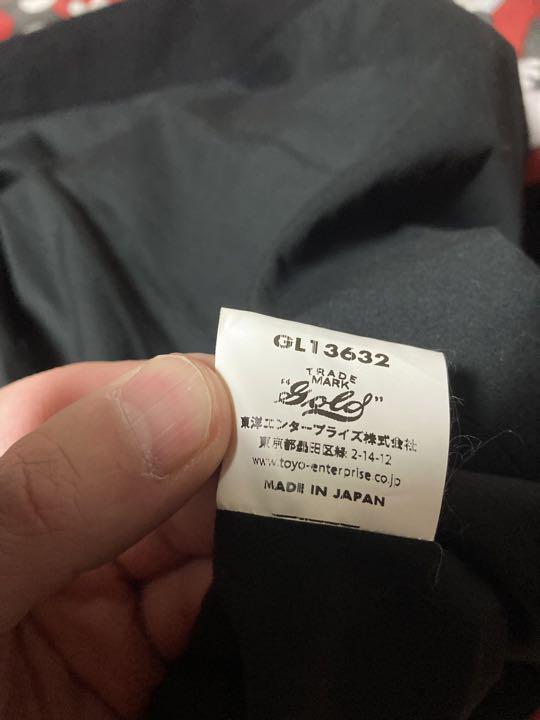 GL13632
TRADE
MARK
"Gold"
東洋エンタープライズ株式会社
東京都墨田区緑 2-14-12
www.toyo-enterprise.co.jp
MADE IN JAPAN